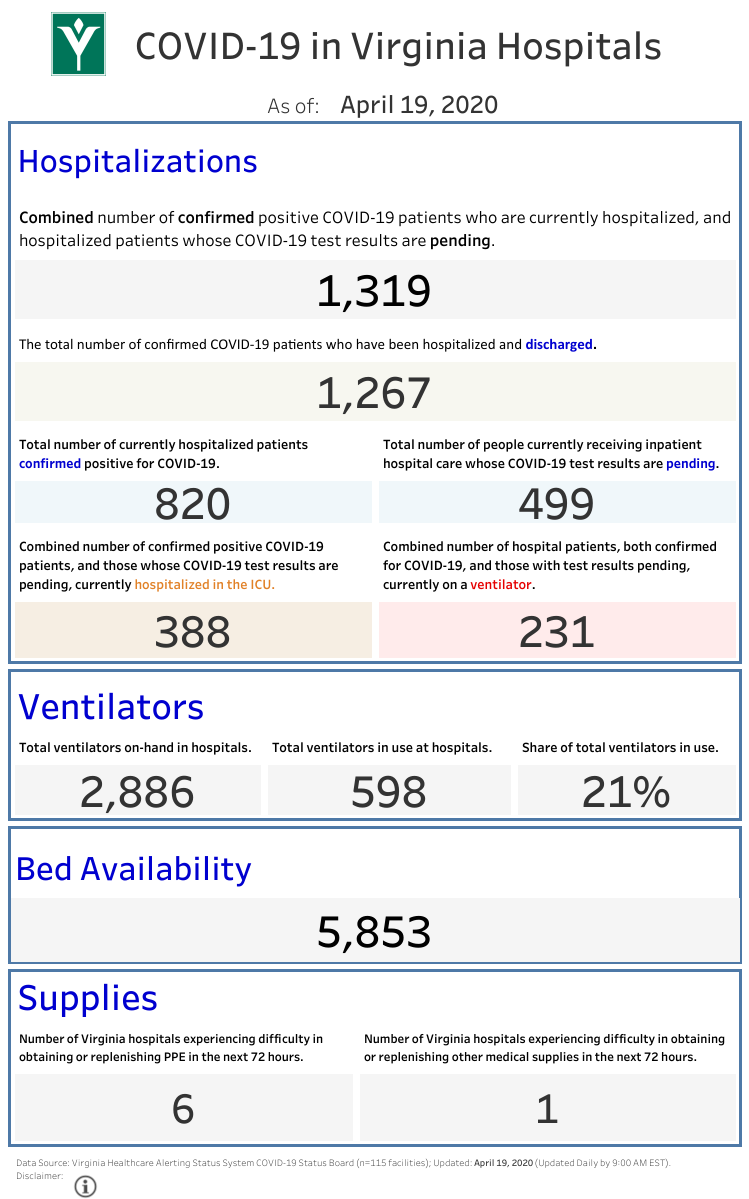 COVID-19 in Virginia Hospitals
As of: April 19, 2020
Hospitalizations
Combined number of confirmed positive COVID-19 patients who are currently hospitalized, and
hospitalized patients whose COVID-19 test results are pending.
1,319
The total number of confirmed COVID-19 patients who have been hospitalized and discharged.
1,267
Total number of currently hospitalized patients
confirmed positive for COVID-19.
820
Total number of people currently receiving inpatient
hospital care whose COVID-19 test results are pending.
499
Combined number of confirmed positive COVID-19
patients, and those whose COVID-19 test results are
pending, currently hospitalized in the ICU.
388
Combined number of hospital patients, both confirmed
for COVID-19, and those with test results pending,
currently on a ventilator.
231
Ventilators
Total ventilators on-hand in hospitals.
2,886
Total ventilators in use at hospitals.
598
Share of total ventilators in use.
21%
Bed Availability
5,853
Supplies
Number of Virginia hospitals experiencing difficulty in
obtaining or replenishing PPE in the next 72 hours.
6
Number of Virginia hospitals experiencing difficulty in obtaining
or replenishing other medical supplies in the next 72 hours.
1
Data Source: Virginia Healthcare Alerting Status System COVID-19 Status Board (n=115 facilities); Updated: April 19, 2020 (Updated Daily by 9:00 AM EST).
Disclaimer: